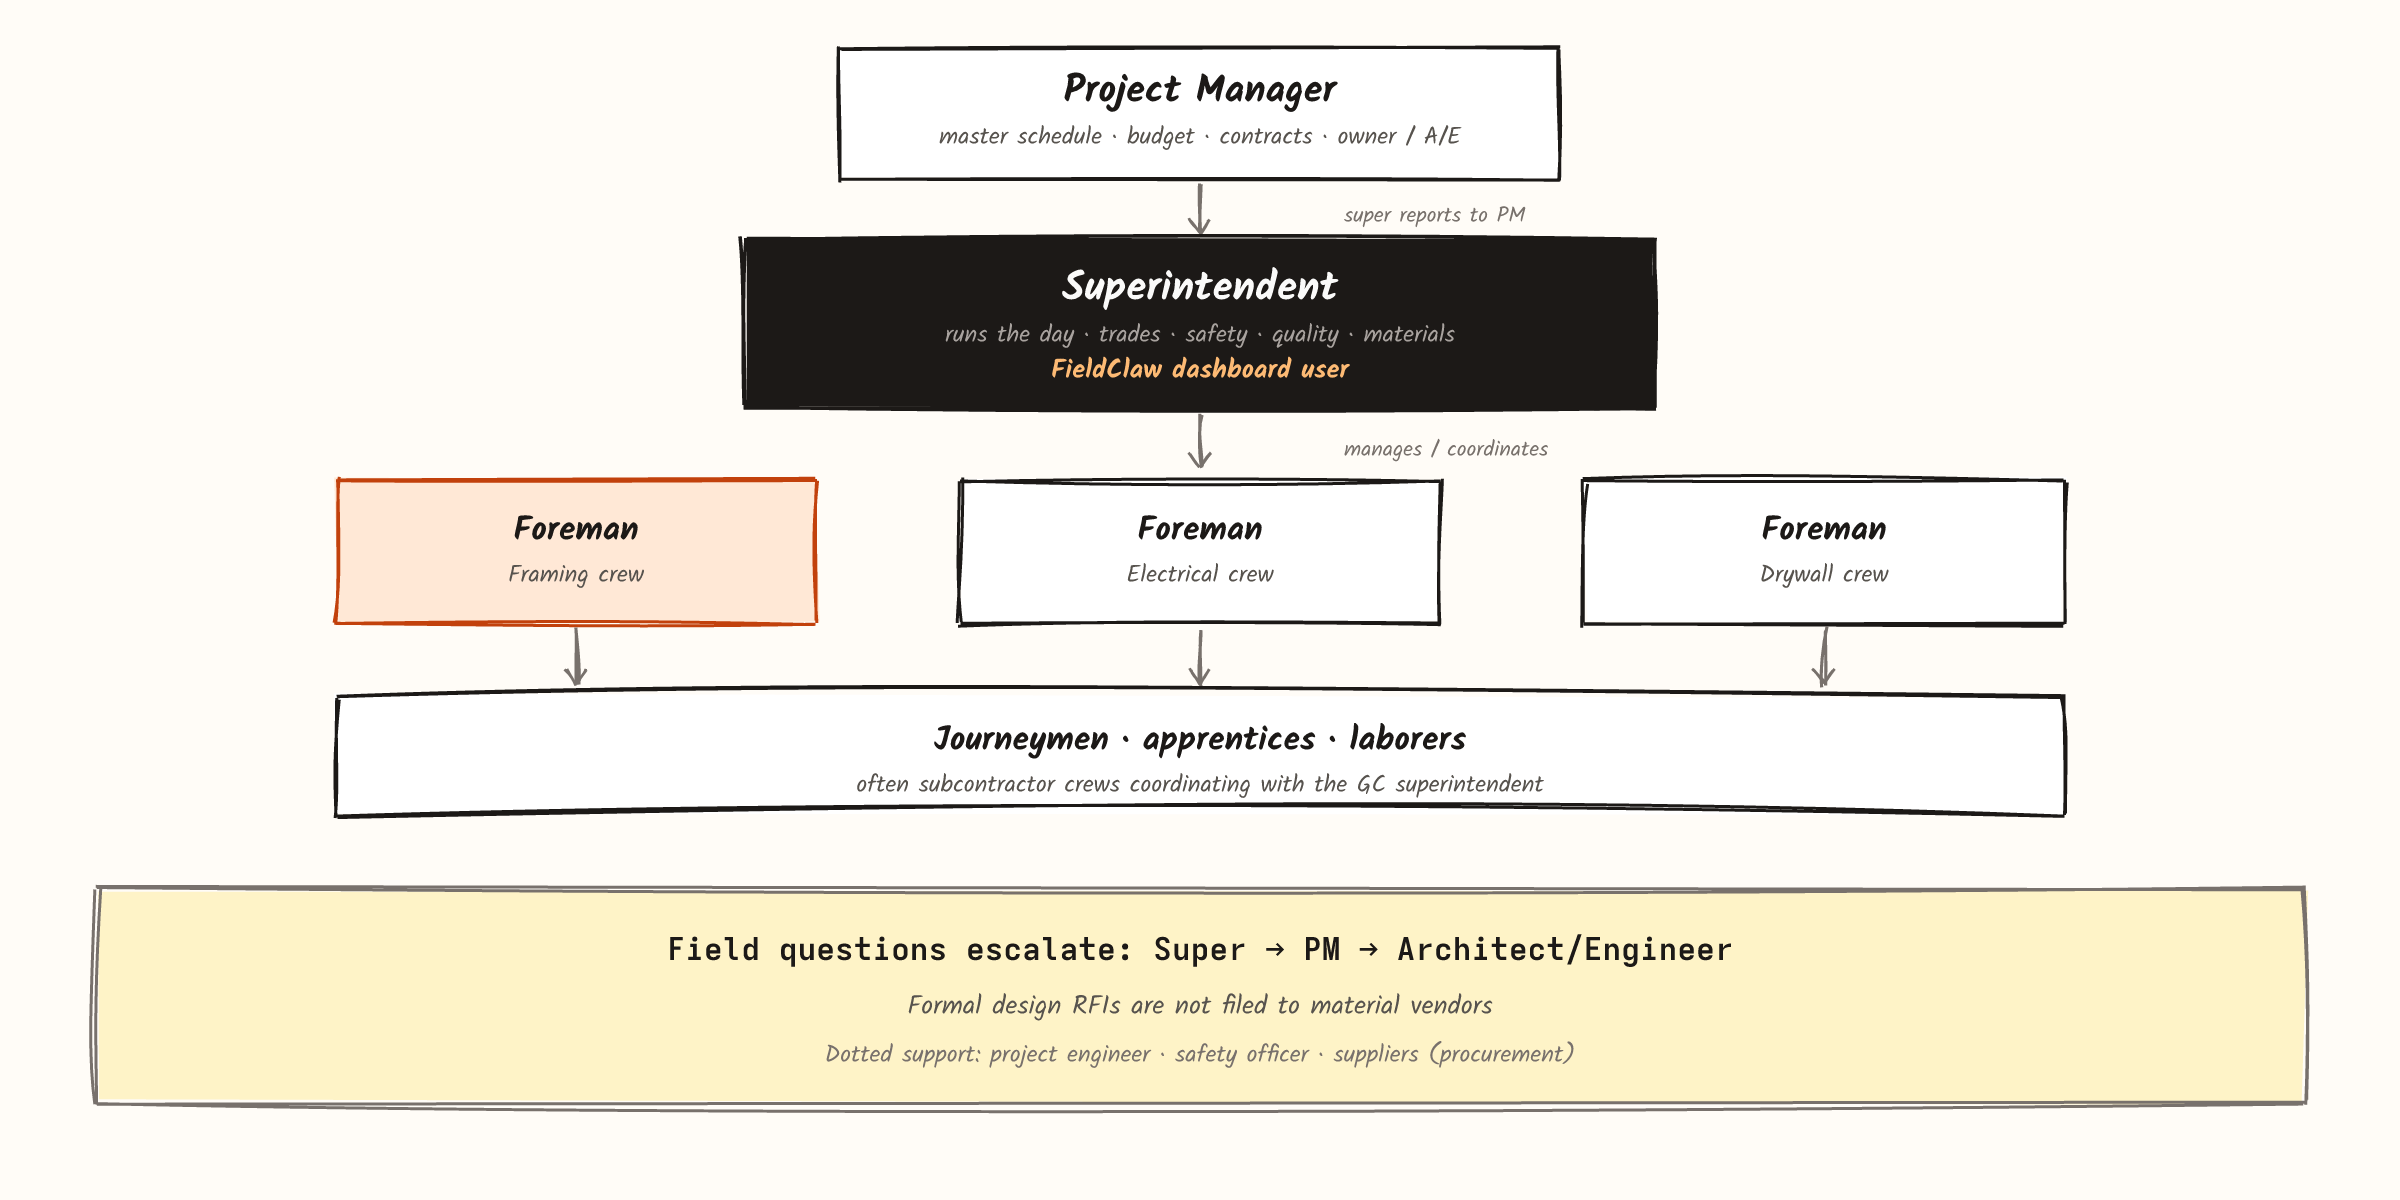 Project Manager
master schedule · budget · contracts · owner / A/E
super reports to PM
Superintendent
runs the day · trades · safety · quality · materials
FieldClaw dashboard user
manages / coordinates
Foreman
Framing crew
Foreman
Electrical crew
Foreman
Drywall crew
Journeymen · apprentices · laborers
often subcontractor crews coordinating with the GC superintendent
Field questions escalate: Super → PM → Architect/Engineer
Formal design RFIs are not filed to material vendors
Dotted support: project engineer · safety officer · suppliers (procurement)